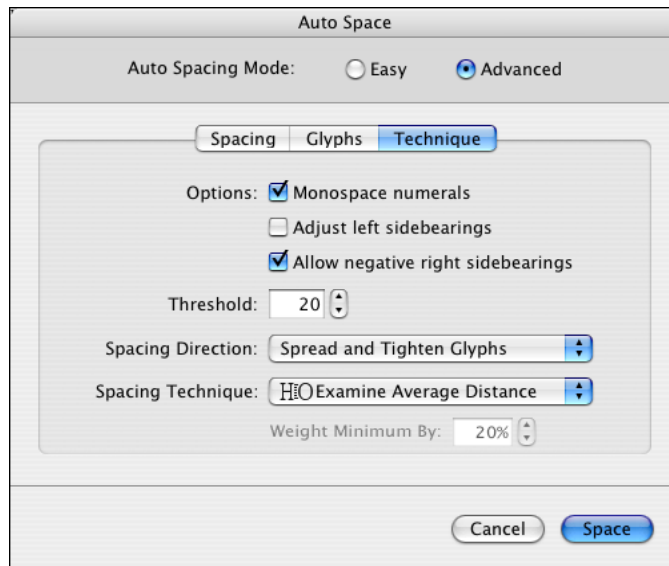 Auto Space
Auto Spacing Mode: Easy Advanced
Spacing Glyphs Technique
Options: Monospace numerals
Adjust left sidebearings
Allow negative right sidebearings
Threshold: 20
Spacing Direction: Spread and Tighten Glyphs
Spacing Technique: HIO Examine Average Distance
Weight Minimum By: 20%
Cancel Space